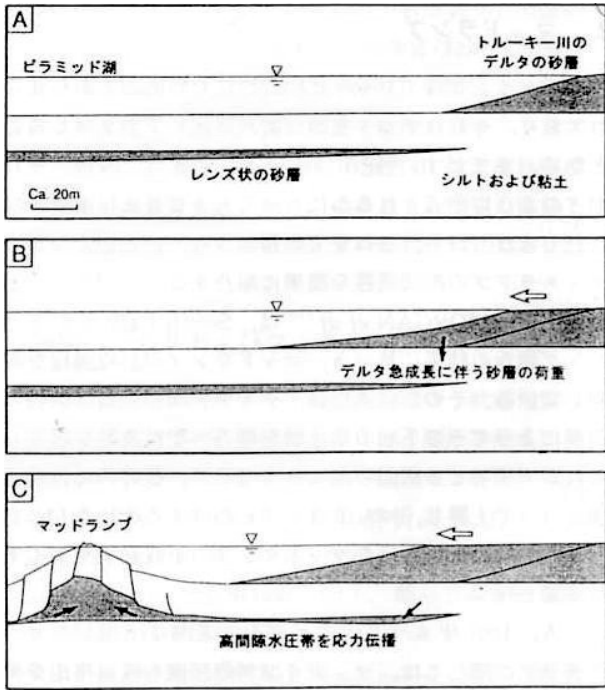 A
トルーキー川の
デルタの砂層
ピラミッド湖
レンズ状の砂層
シルトおよび粘土
Ca. 20m
B
デルタ急成長に伴う砂層の荷重
C
マッドランプ
高間隙水圧帯を応力伝播